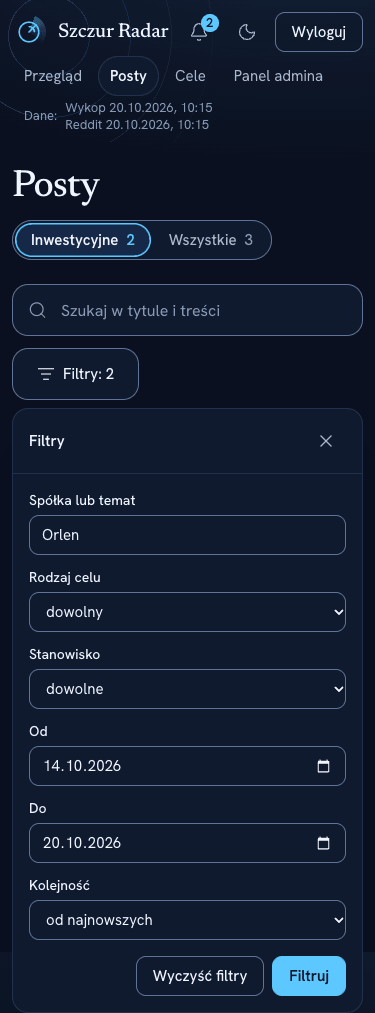 Szczur Radar
2
Wyloguj
Przegląd
Posty
Cele
Panel admina
Dane:
Wykop 20.10.2026, 10:15
Reddit 20.10.2026, 10:15
Posty
Inwestycyjne 2
Wszystkie 3
Szukaj w tytule i treści
Filtry: 2
Filtry
Spółka lub temat
Orlen
Rodzaj celu
dowolny
Stanowisko
dowolne
Od
14.10.2026
Do
20.10.2026
Kolejność
od najnowszych
Wyczyść filtry
Filtruj